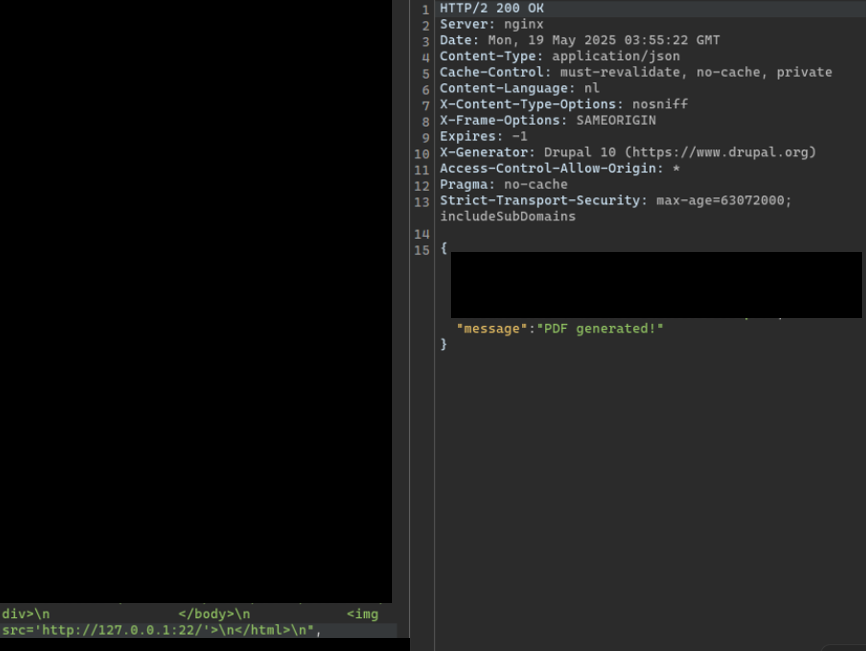 div>\n </body>\n <img
src='http://127.0.0.1:22/'>\n</html>\n",
1 HTTP/2 200 OK
2 Server: nginx
3 Date: Mon, 19 May 2025 03:55:22 GMT
4 Content-Type: application/json
5 Cache-Control: must-revalidate, no-cache, private
6 Content-Language: nl
7 X-Content-Type-Options: nosniff
8 X-Frame-Options: SAMEORIGIN
9 Expires: -1
10 X-Generator: Drupal 10 (https://www.drupal.org)
11 Access-Control-Allow-Origin: *
12 Pragma: no-cache
13 Strict-Transport-Security: max-age=63072000;
includeSubDomains
14
15 {
"message":"PDF generated!"
}